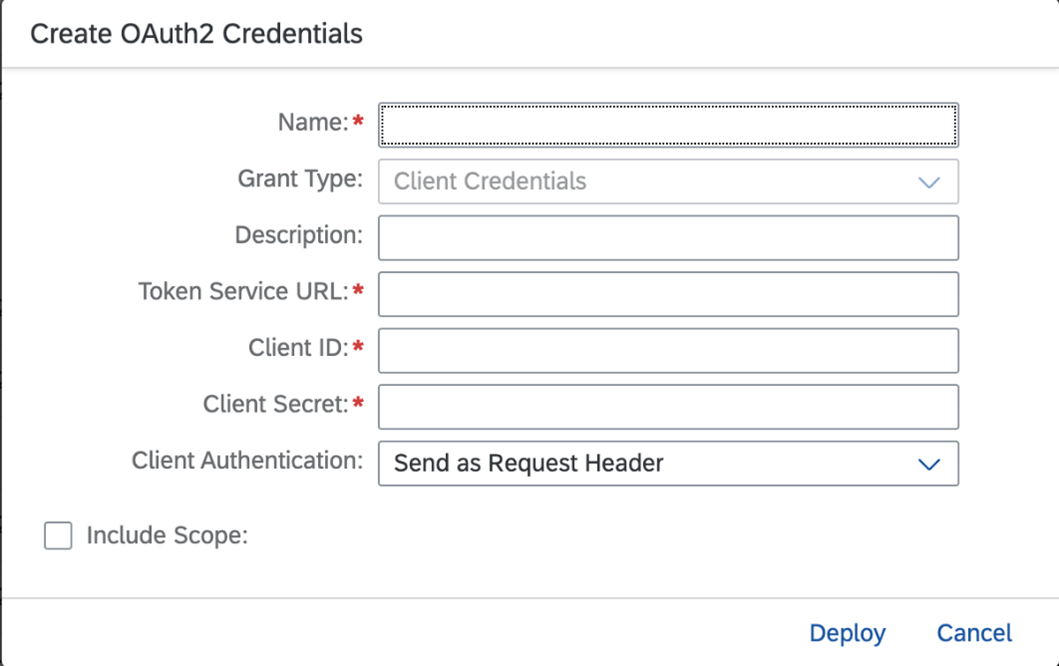 Create OAuth2 Credentials
Name:*
Grant Type: Client Credentials
Description:
Token Service URL:*
Client ID:*
Client Secret:*
Client Authentication: Send as Request Header
Include Scope:
Deploy Cancel